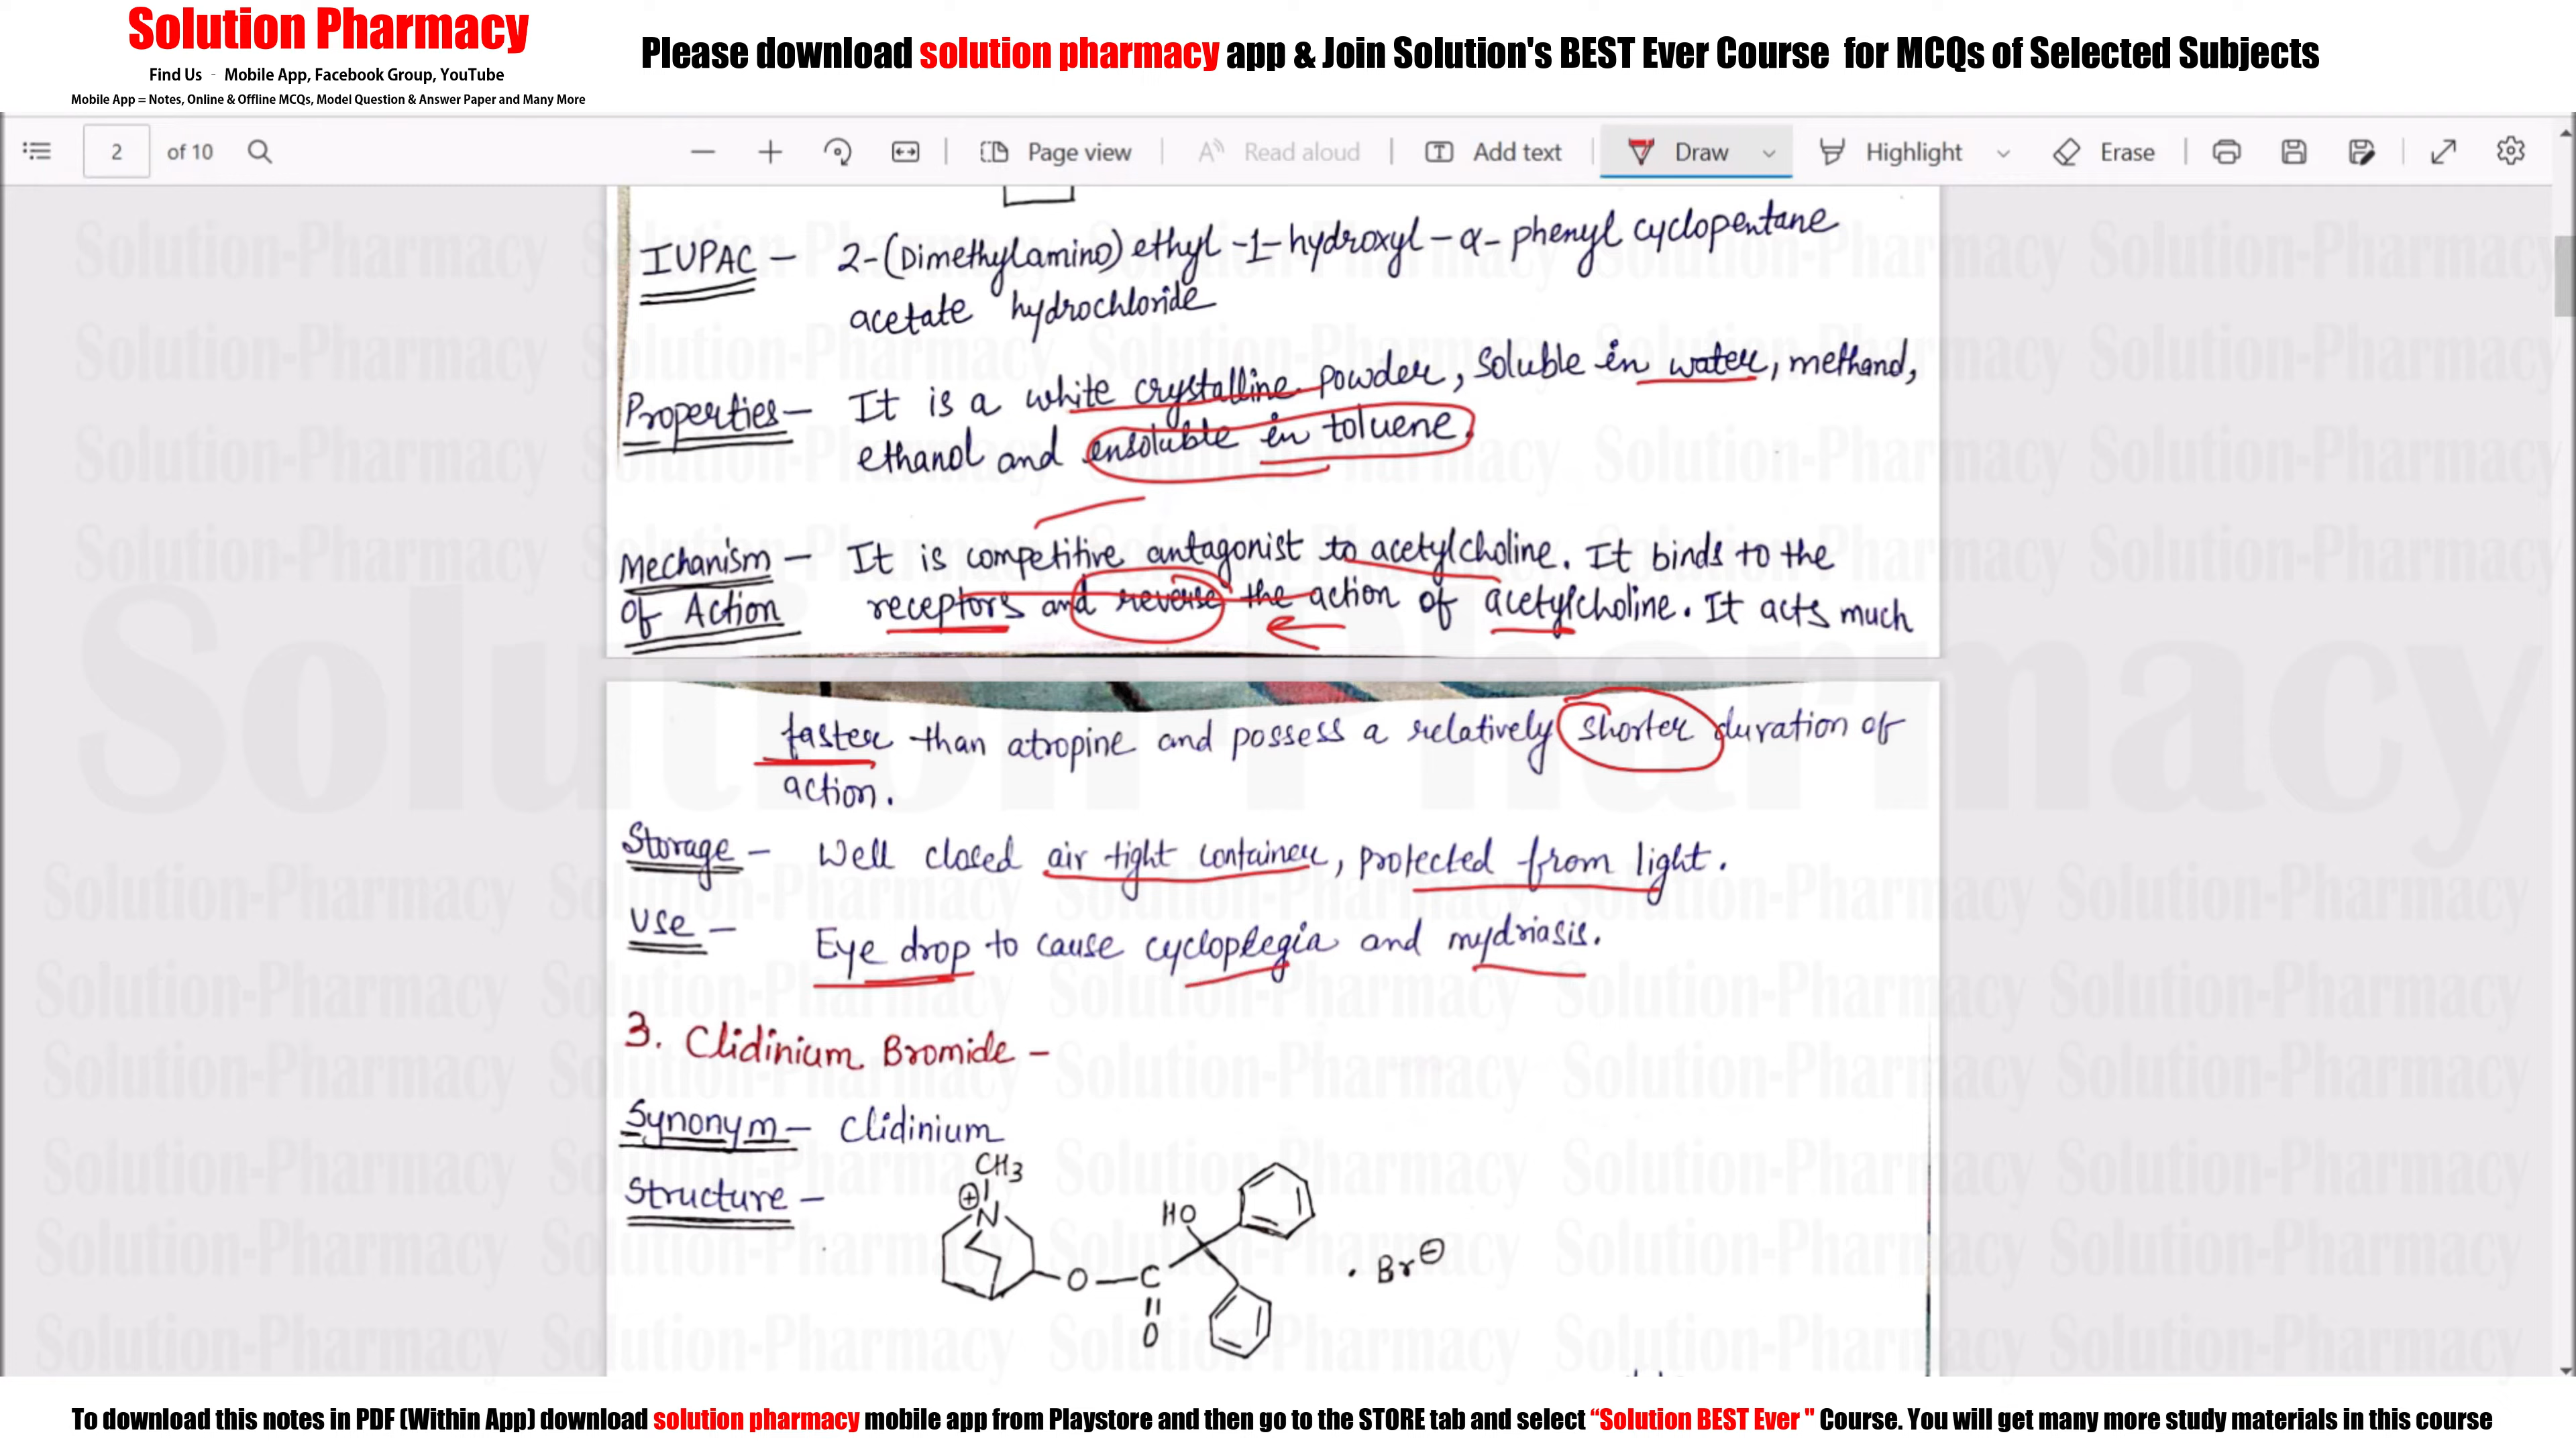 Solution Pharmacy
Find Us - Mobile App, Facebook Group, YouTube
Mobile App = Notes, Online & Offline MCQs, Model Question & Answer Paper and Many More
Please download solution pharmacy app & Join Solution's BEST Ever Course for MCQs of Selected Subjects
2 of 10
Page view
Read aloud
Add text
Draw
Highlight
Erase
IUPAC - 2-(Dimethylamino) ethyl -1- hydroxyl - α - phenyl cyclopentane
acetate hydrochloride
Properties - It is a white crystalline powder, soluble in water, methanol,
ethanol and ensoluble in toluene.
Mechanism - It is competitive antagonist to acetylcholine. It binds to the
of Action receptors and reverse the action of acetylcholine. It acts much
faster than atropine and possess a relatively shorter duration of
action.
Storage - Well closed air tight container, protected from light.
Use - Eye drop to cause cycloplegia and mydriasis.
3. Clidinium Bromide -
Synonym - Clidinium
Structure -
CH3
⊕
N
HO
O - C
O
. Br⊖
Solution-Pharmacy
Solution Pharmacy
To download this notes in PDF (Within App) download solution pharmacy mobile app from Playstore and then go to the STORE tab and select “Solution BEST Ever " Course. You will get many more study materials in this course